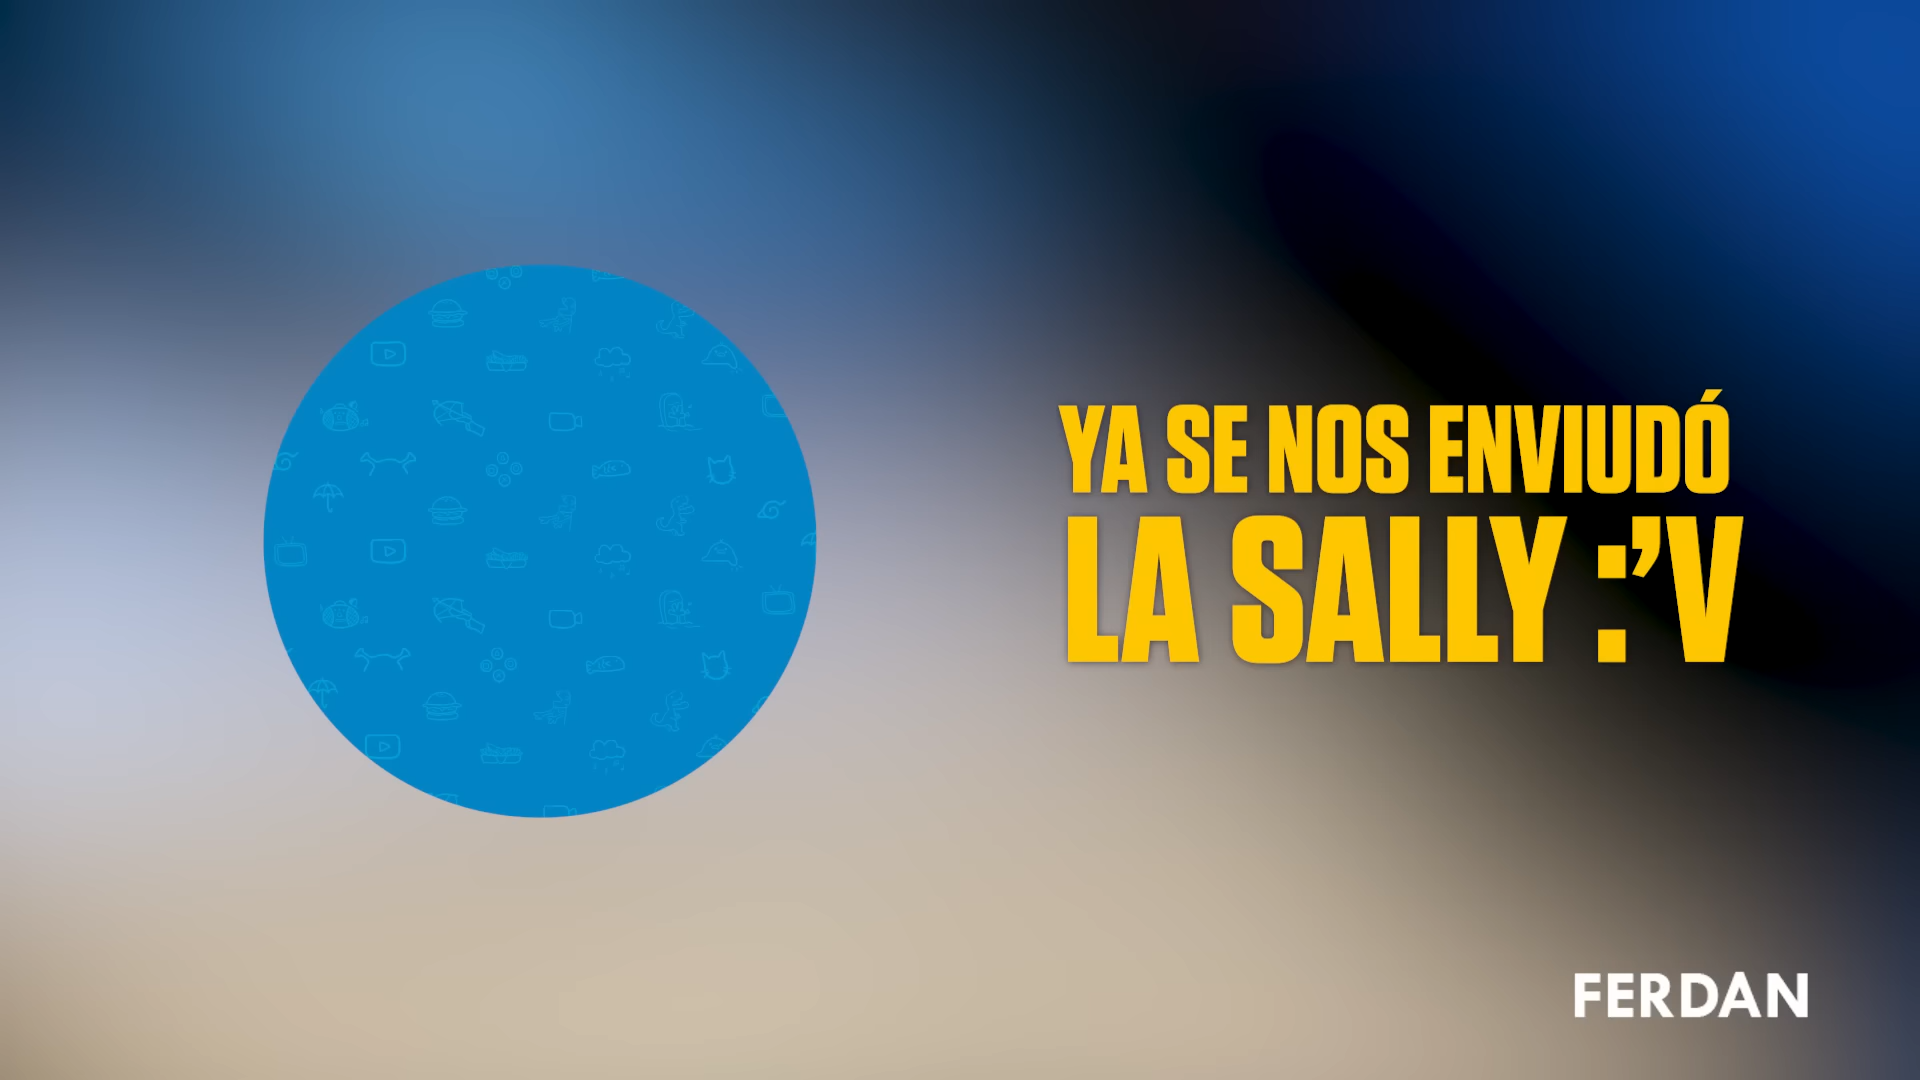 YA SE NOS ENVIUDÓ
LA SALLY :’V
FERDAN